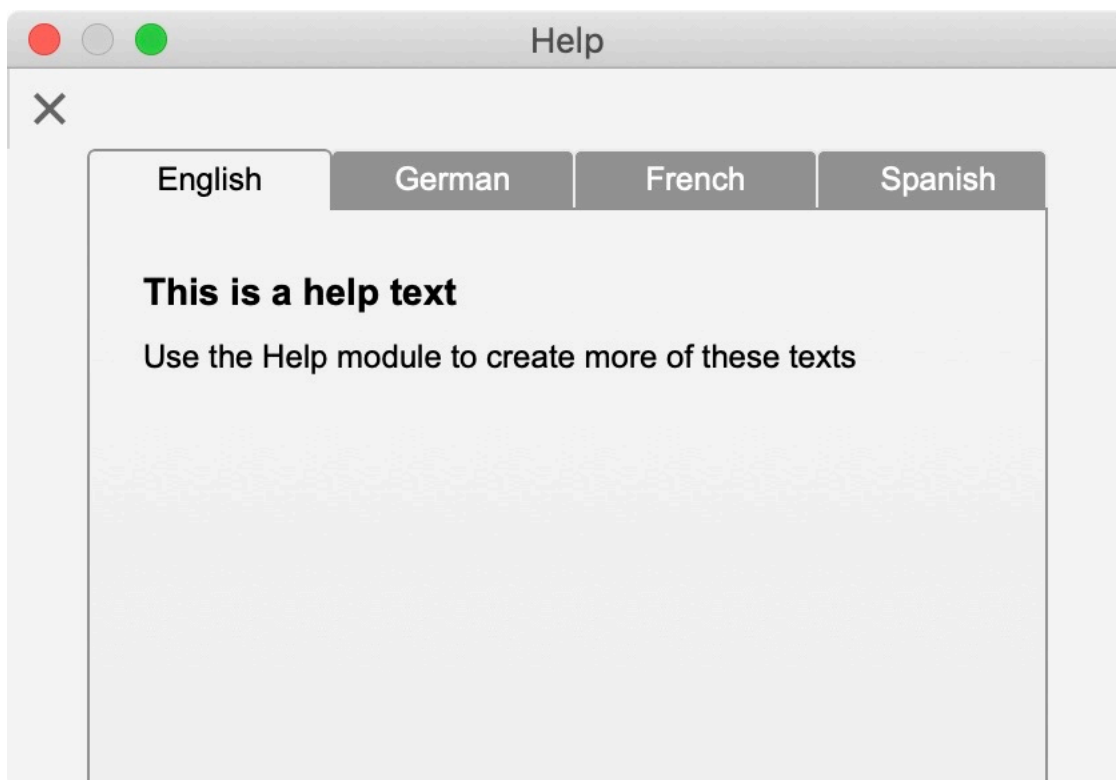 Help
English German French Spanish
This is a help text
Use the Help module to create more of these texts